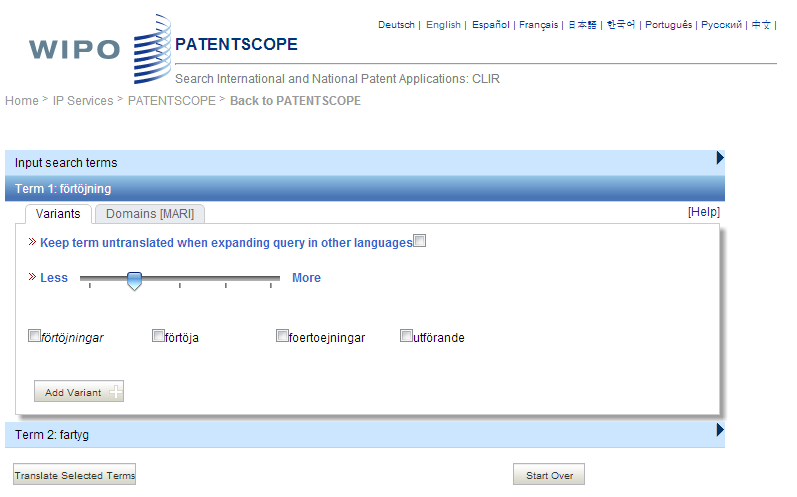 Deutsch | English | Español | Français | 日本語 | 한국어 | Português | Русский | 中文 |
WIPO PATENTSCOPE
Search International and National Patent Applications: CLIR
Home > IP Services > PATENTSCOPE > Back to PATENTSCOPE
Input search terms
Term 1: förtöjning
Variants Domains [MARI] [Help]
» Keep term untranslated when expanding query in other languages
» Less More
förtöjningar förtöja foertoejningar utförande
Add Variant
Term 2: fartyg
Translate Selected Terms Start Over